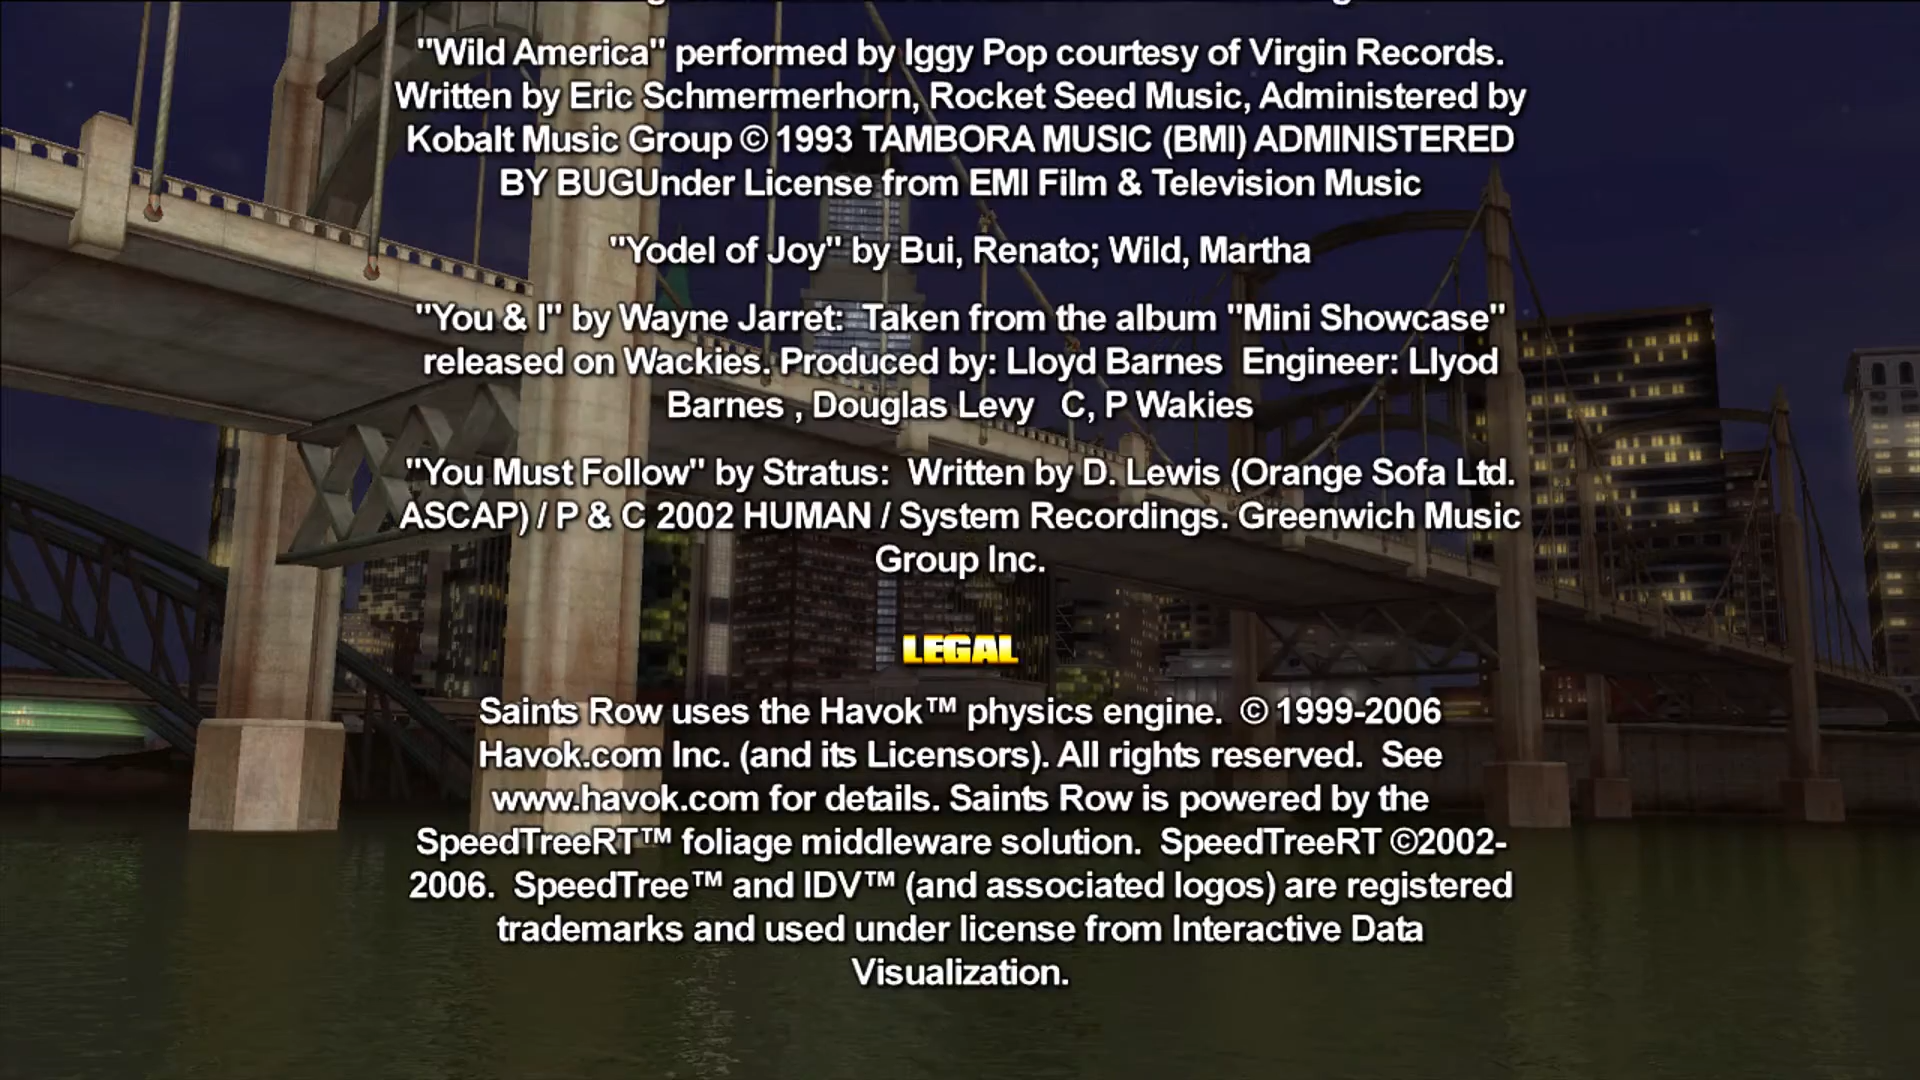 "Wild America" performed by Iggy Pop courtesy of Virgin Records.
Written by Eric Schmermerhorn, Rocket Seed Music, Administered by
Kobalt Music Group © 1993 TAMBORA MUSIC (BMI) ADMINISTERED
BY BUGUnder License from EMI Film & Television Music
"Yodel of Joy" by Bui, Renato; Wild, Martha
"You & I" by Wayne Jarret:  Taken from the album "Mini Showcase"
released on Wackies. Produced by: Lloyd Barnes  Engineer: Llyod
Barnes , Douglas Levy   C, P Wakies
"You Must Follow" by Stratus:  Written by D. Lewis (Orange Sofa Ltd.
ASCAP) / P & C 2002 HUMAN / System Recordings. Greenwich Music
Group Inc.
LEGAL
Saints Row uses the Havok™ physics engine.  © 1999-2006
Havok.com Inc. (and its Licensors). All rights reserved.  See
www.havok.com for details. Saints Row is powered by the
SpeedTreeRT™ foliage middleware solution.  SpeedTreeRT ©2002-
2006.  SpeedTree™ and IDV™ (and associated logos) are registered
trademarks and used under license from Interactive Data
Visualization.